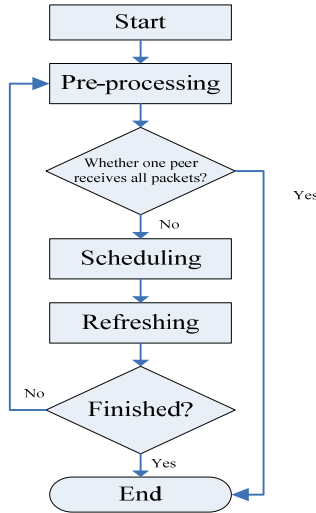 Start
Pre-processing
Whether one peer
receives all packets?
Yes
No
Scheduling
Refreshing
No
Finished?
Yes
End